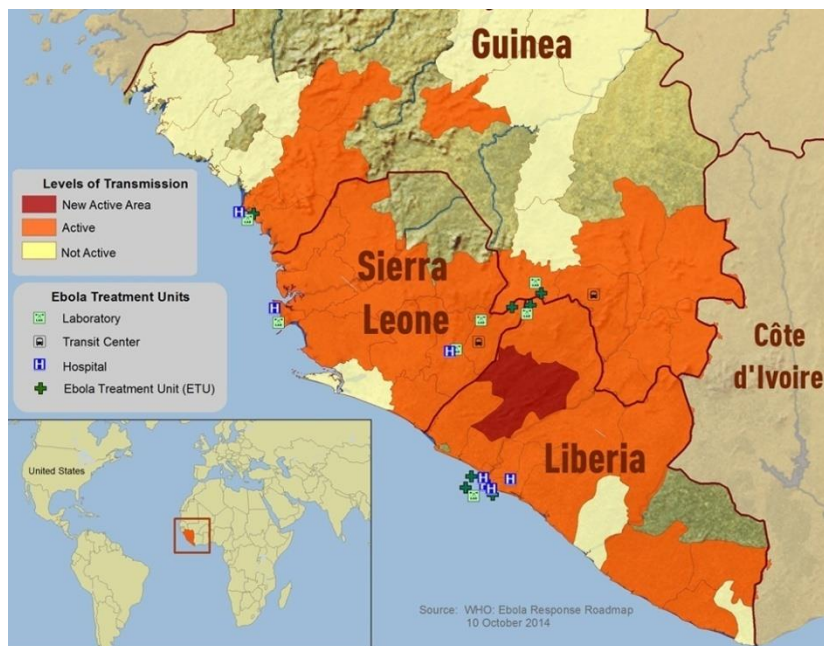 Guinea
Levels of Transmission
New Active Area
Active
Not Active
Sierra
Leone
Ebola Treatment Units
Laboratory
Transit Center
Hospital
Ebola Treatment Unit (ETU)
Côte
d'Ivoire
Liberia
United States
Source: WHO: Ebola Response Roadmap
10 October 2014